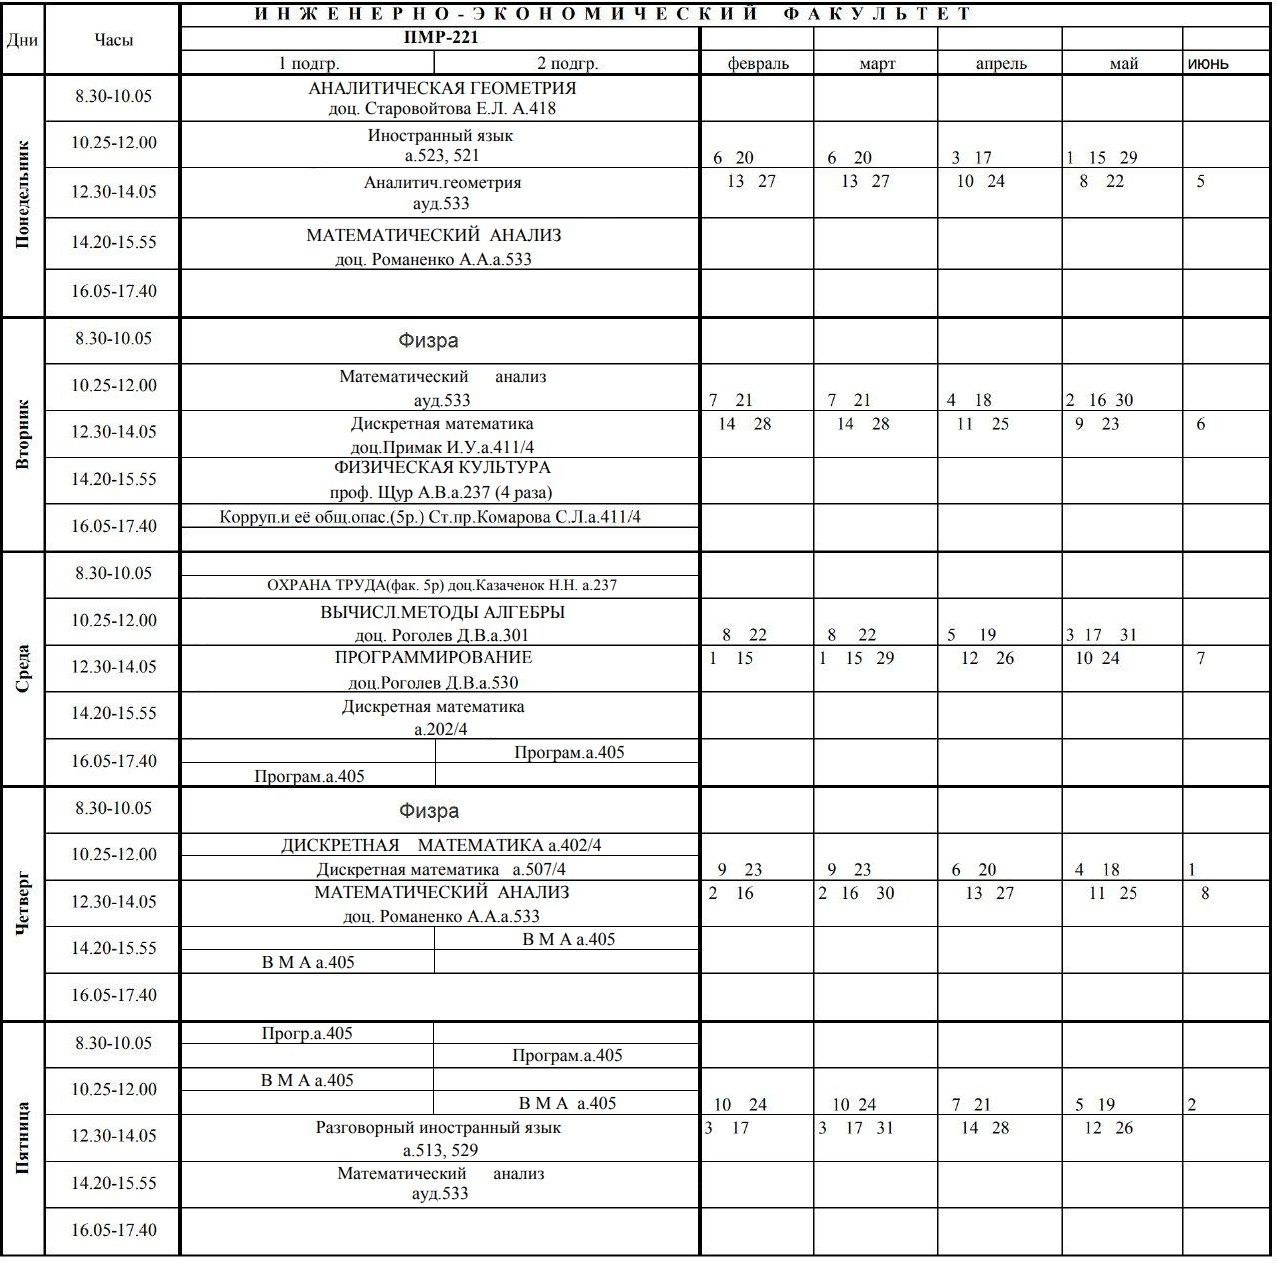 ИНЖЕНЕРНО-ЭКОНОМИЧЕСКИЙ ФАКУЛЬТЕТ
Дни Часы ПМР-221
1 подгр. 2 подгр. февраль март апрель май июнь
Понедельник
8.30-10.05 АНАЛИТИЧЕСКАЯ ГЕОМЕТРИЯ
доц. Старовойтова Е.Л. А.418
10.25-12.00 Иностранный язык
а.523, 521 6 20 6 20 3 17 1 15 29
12.30-14.05 Аналитич.геометрия 13 27 13 27 10 24 8 22 5
ауд.533
14.20-15.55 МАТЕМАТИЧЕСКИЙ АНАЛИЗ
доц. Романенко А.А.а.533
16.05-17.40
Вторник
8.30-10.05 Физра
10.25-12.00 Математический анализ
ауд.533 7 21 7 21 4 18 2 16 30
12.30-14.05 Дискретная математика 14 28 14 28 11 25 9 23 6
доц.Примак И.У.а.411/4
14.20-15.55 ФИЗИЧЕСКАЯ КУЛЬТУРА
проф. Щур А.В.а.237 (4 раза)
16.05-17.40 Корруп.и её общ.опас.(5р.) Ст.пр.Комарова С.Л.а.411/4
Среда
8.30-10.05 ОХРАНА ТРУДА(фак. 5р) доц.Казаченок Н.Н. а.237
10.25-12.00 ВЫЧИСЛ.МЕТОДЫ АЛГЕБРЫ
доц. Роголев Д.В.а.301 8 22 8 22 5 19 3 17 31
12.30-14.05 ПРОГРАММИРОВАНИЕ 1 15 1 15 29 12 26 10 24 7
доц.Роголев Д.В.а.530
14.20-15.55 Дискретная математика
а.202/4
16.05-17.40 Програм.а.405
Програм.а.405
Четверг
8.30-10.05 Физра
10.25-12.00 ДИСКРЕТНАЯ МАТЕМАТИКА а.402/4
Дискретная математика а.507/4 9 23 9 23 6 20 4 18 1
12.30-14.05 МАТЕМАТИЧЕСКИЙ АНАЛИЗ 2 16 2 16 30 13 27 11 25 8
доц. Романенко А.А.а.533
14.20-15.55 В М А а.405
В М А а.405
16.05-17.40
Пятница
8.30-10.05 Прогр.а.405
Програм.а.405
10.25-12.00 В М А а.405
В М А а.405 10 24 10 24 7 21 5 19 2
12.30-14.05 Разговорный иностранный язык 3 17 3 17 31 14 28 12 26
а.513, 529
14.20-15.55 Математический анализ
ауд.533
16.05-17.40